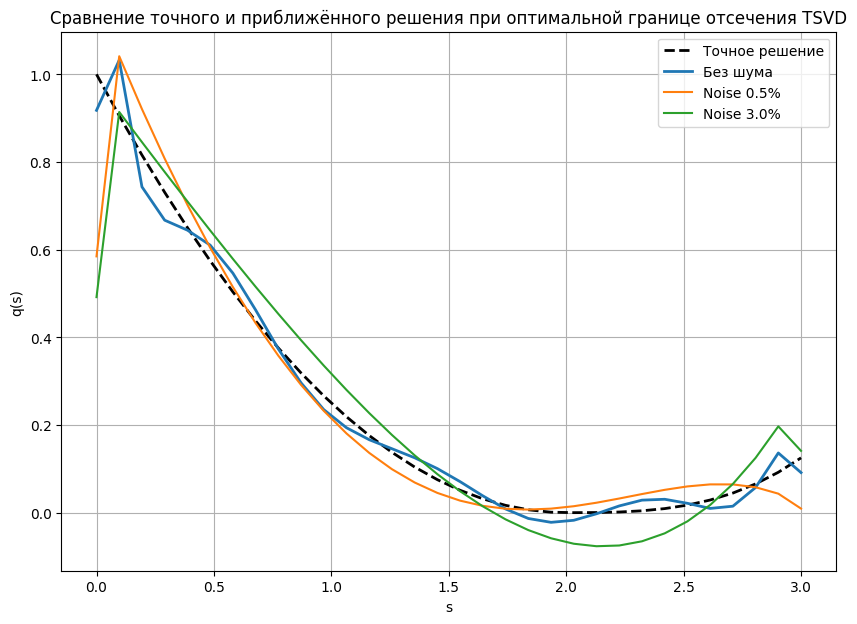 Сравнение точного и приближённого решения при оптимальной границе отсечения TSVD
Точное решение
Без шума
Noise 0.5%
Noise 3.0%
q(s)
1.0
0.8
0.6
0.4
0.2
0.0
0.0 0.5 1.0 1.5 2.0 2.5 3.0
s